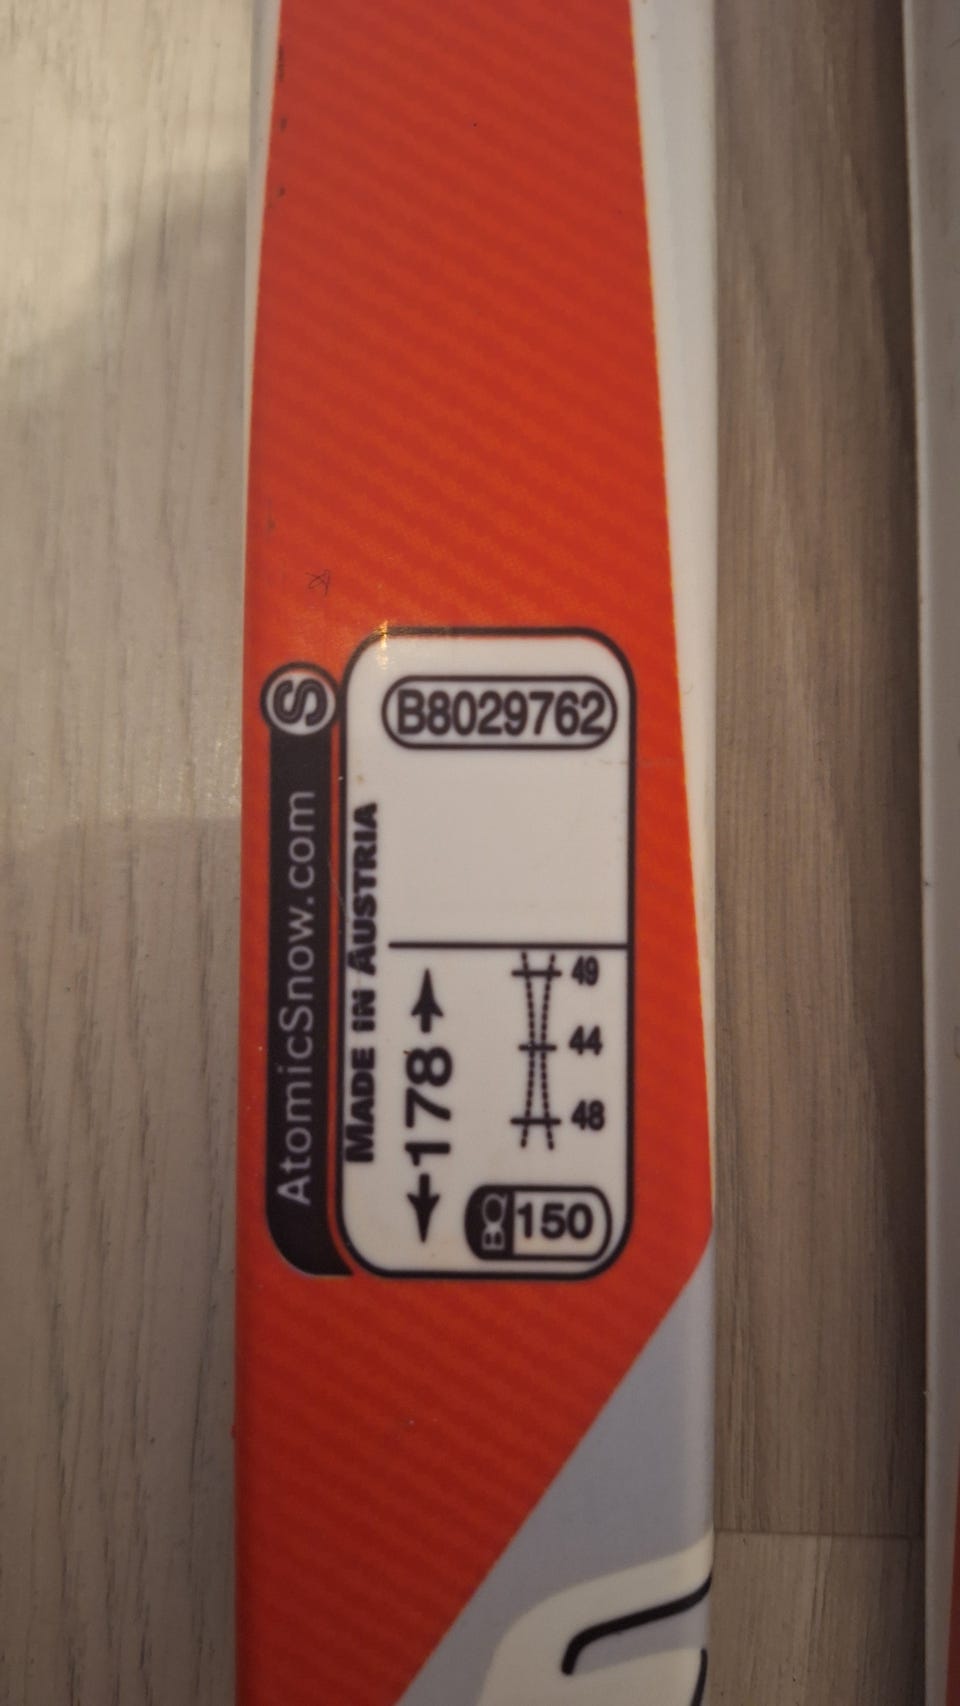 S
AtomicSnow.com
B8029762
MADE IN AUSTRIA
178
49
44
48
BQ 150